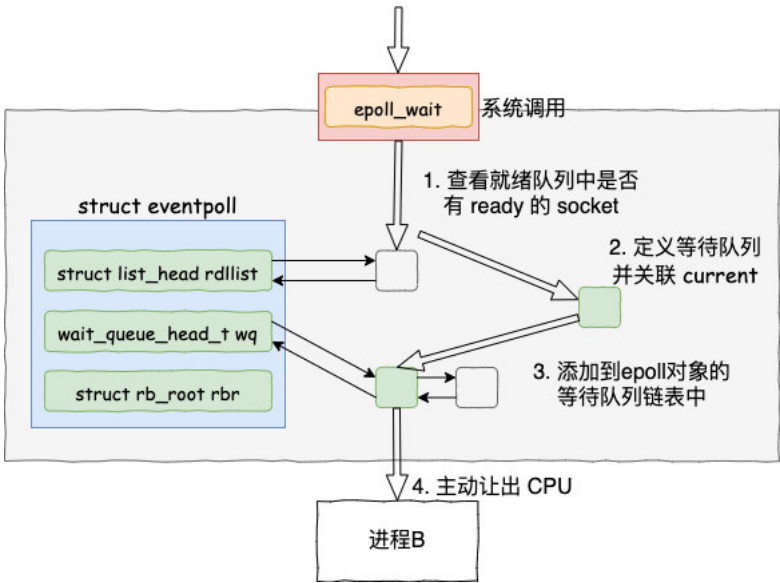 epoll_wait
系统调用
1. 查看就绪队列中是否
有 ready 的 socket
struct eventpoll
2. 定义等待队列
并关联 current
struct list_head rdllist
wait_queue_head_t wq
3. 添加到epoll对象的
等待队列链表中
struct rb_root rbr
4. 主动让出 CPU
进程B